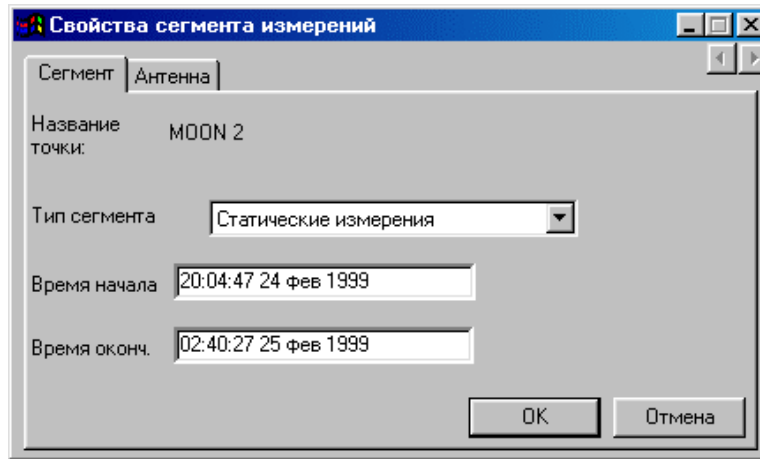 Свойства сегмента измерений
Сегмент
Антенна
Название
точки:
MOON 2
Тип сегмента
Статические измерения
Время начала
20:04:47 24 фев 1999
Время оконч.
02:40:27 25 фев 1999
OK
Отмена